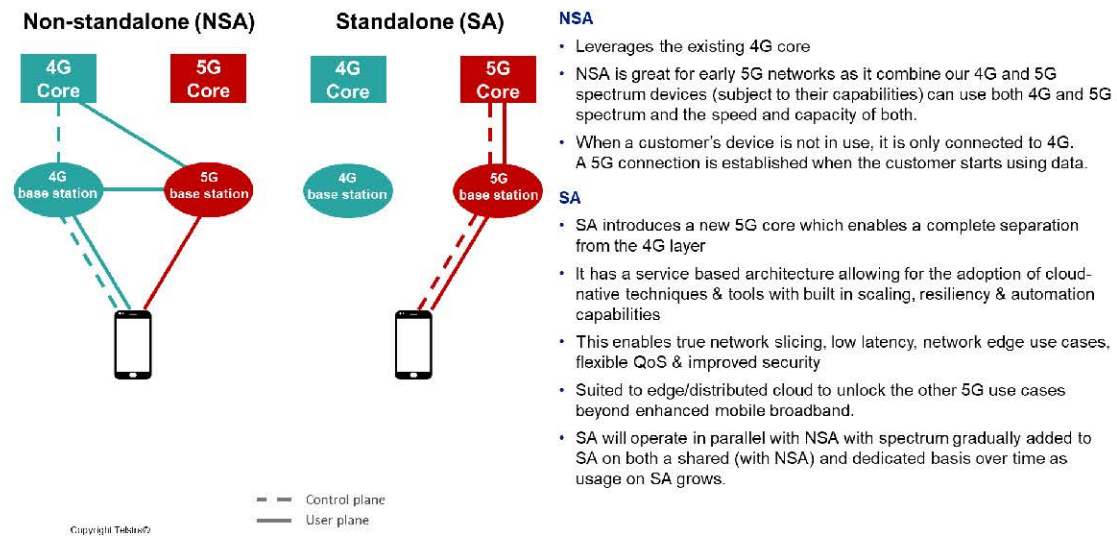 Non-standalone (NSA)
Standalone (SA)
4G
Core
5G
Core
4G
base station
5G
base station
4G
Core
5G
Core
4G
base station
5G
base station
Control plane
User plane
Copyright Telstra©
NSA
• Leverages the existing 4G core
• NSA is great for early 5G networks as it combine our 4G and 5G
spectrum devices (subject to their capabilities) can use both 4G and 5G
spectrum and the speed and capacity of both.
• When a customer's device is not in use, it is only connected to 4G.
A 5G connection is established when the customer starts using data.
SA
• SA introduces a new 5G core which enables a complete separation
from the 4G layer
• It has a service based architecture allowing for the adoption of cloud-
native techniques & tools with built in scaling, resiliency & automation
capabilities
• This enables true network slicing, low latency, network edge use cases,
flexible QoS & improved security
• Suited to edge/distributed cloud to unlock the other 5G use cases
beyond enhanced mobile broadband.
• SA will operate in parallel with NSA with spectrum gradually added to
SA on both a shared (with NSA) and dedicated basis over time as
usage on SA grows.